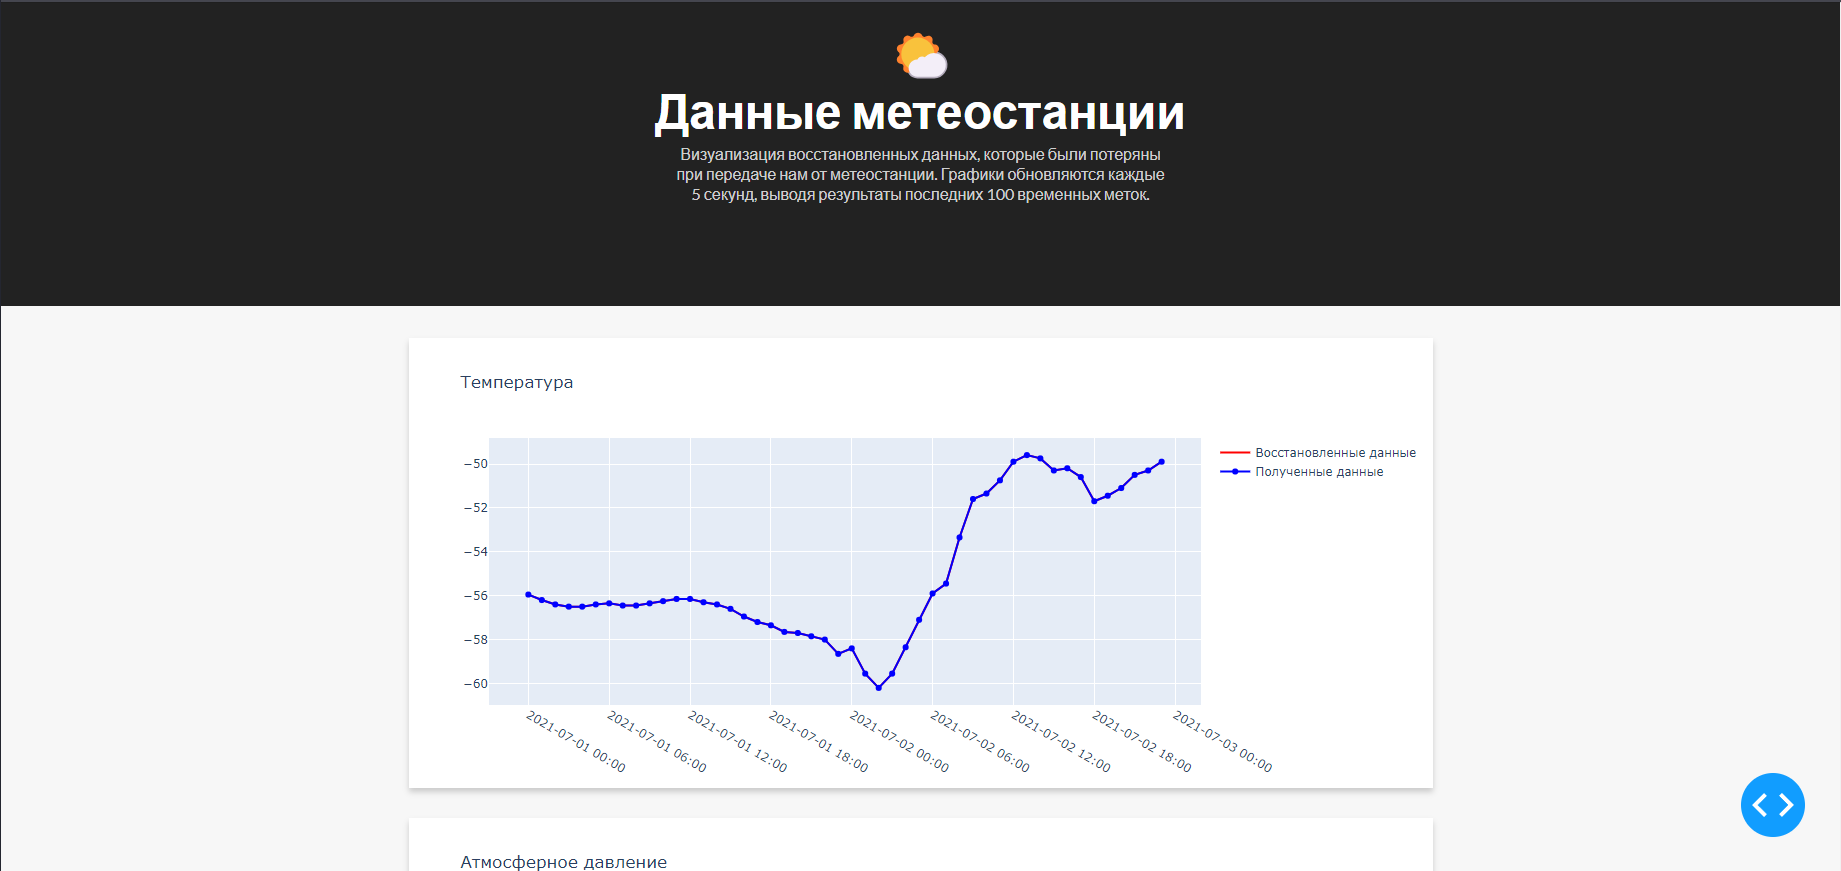 Данные метеостанции
Визуализация восстановленных данных, которые были потеряны
при передаче нам от метеостанции. Графики обновляются каждые
5 секунд, выводя результаты последних 100 временных меток.
Температура
Восстановленные данные
Полученные данные
−50
−52
−54
−56
−58
−60
2021-07-01 00:00
2021-07-01 06:00
2021-07-01 12:00
2021-07-01 18:00
2021-07-02 00:00
2021-07-02 06:00
2021-07-02 12:00
2021-07-02 18:00
2021-07-03 00:00
Атмосферное давление